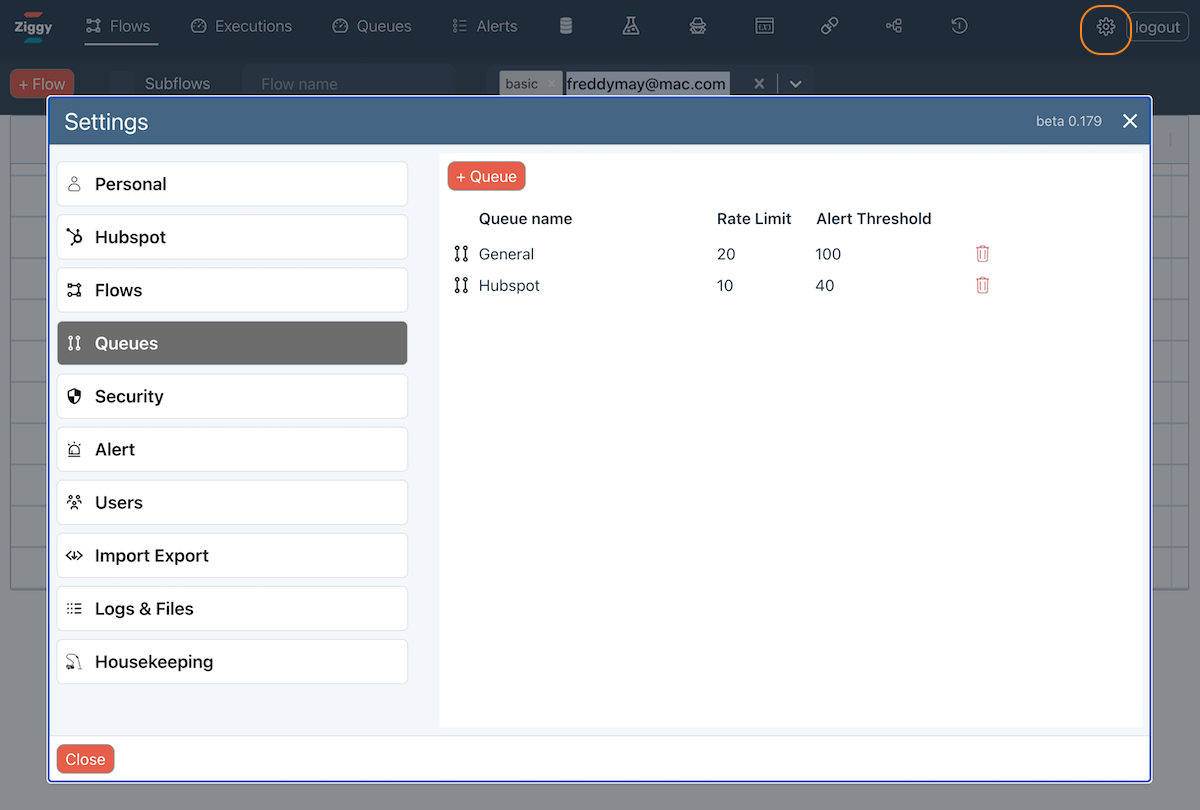 Ziggy Flows Executions Queues Alerts logout
+ Flow Subflows Flow name basic × freddymay@mac.com
Settings beta 0.179
Personal
Hubspot
Flows
Queues
Security
Alert
Users
Import Export
Logs & Files
Housekeeping
+ Queue
Queue name Rate Limit Alert Threshold
General 20 100
Hubspot 10 40
Close